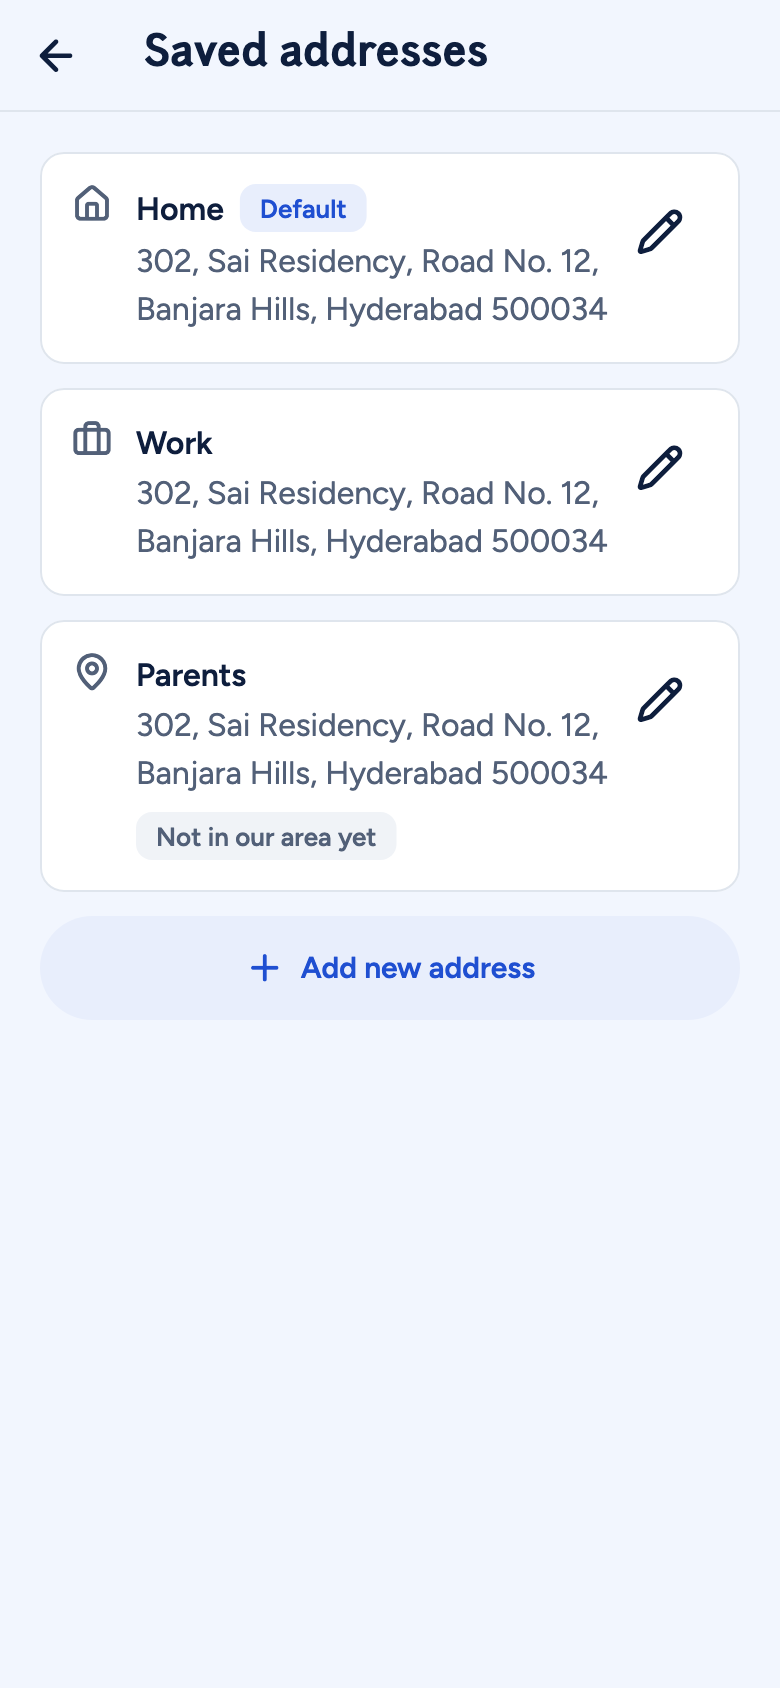 Saved addresses
Home Default
302, Sai Residency, Road No. 12,
Banjara Hills, Hyderabad 500034
Work
302, Sai Residency, Road No. 12,
Banjara Hills, Hyderabad 500034
Parents
302, Sai Residency, Road No. 12,
Banjara Hills, Hyderabad 500034
Not in our area yet
Add new address